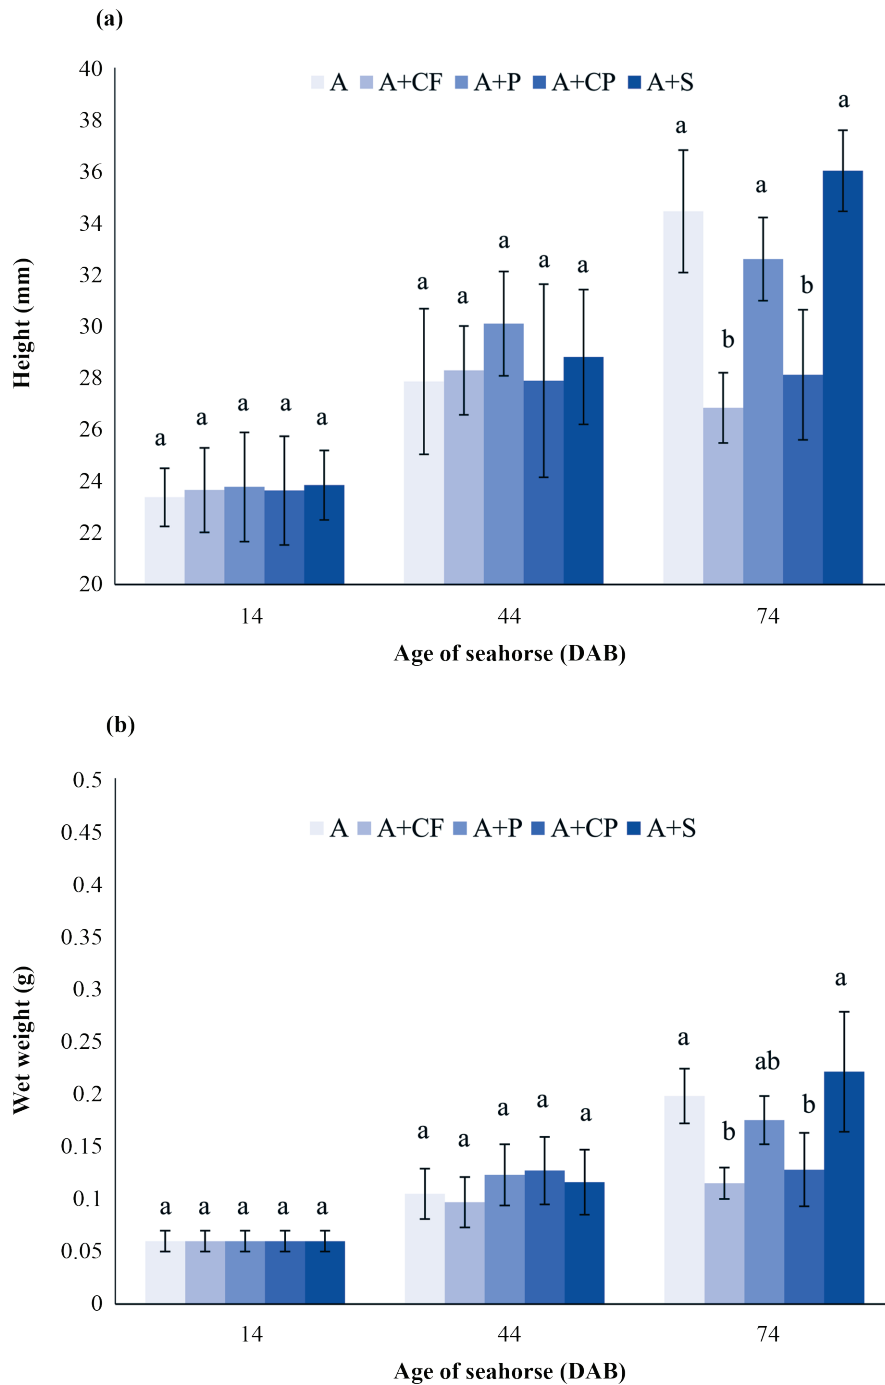 (a)
40
38
36
34
32
30
28
26
24
22
20
Height (mm)
A A+CF A+P A+CP A+S
a a a a a
a a a a a
a b a b a
14 44 74
Age of seahorse (DAB)
(b)
0.5
0.45
0.4
0.35
0.3
0.25
0.2
0.15
0.1
0.05
0
Wet weight (g)
A A+CF A+P A+CP A+S
a a a a a
a a a a a
a b ab b a
14 44 74
Age of seahorse (DAB)